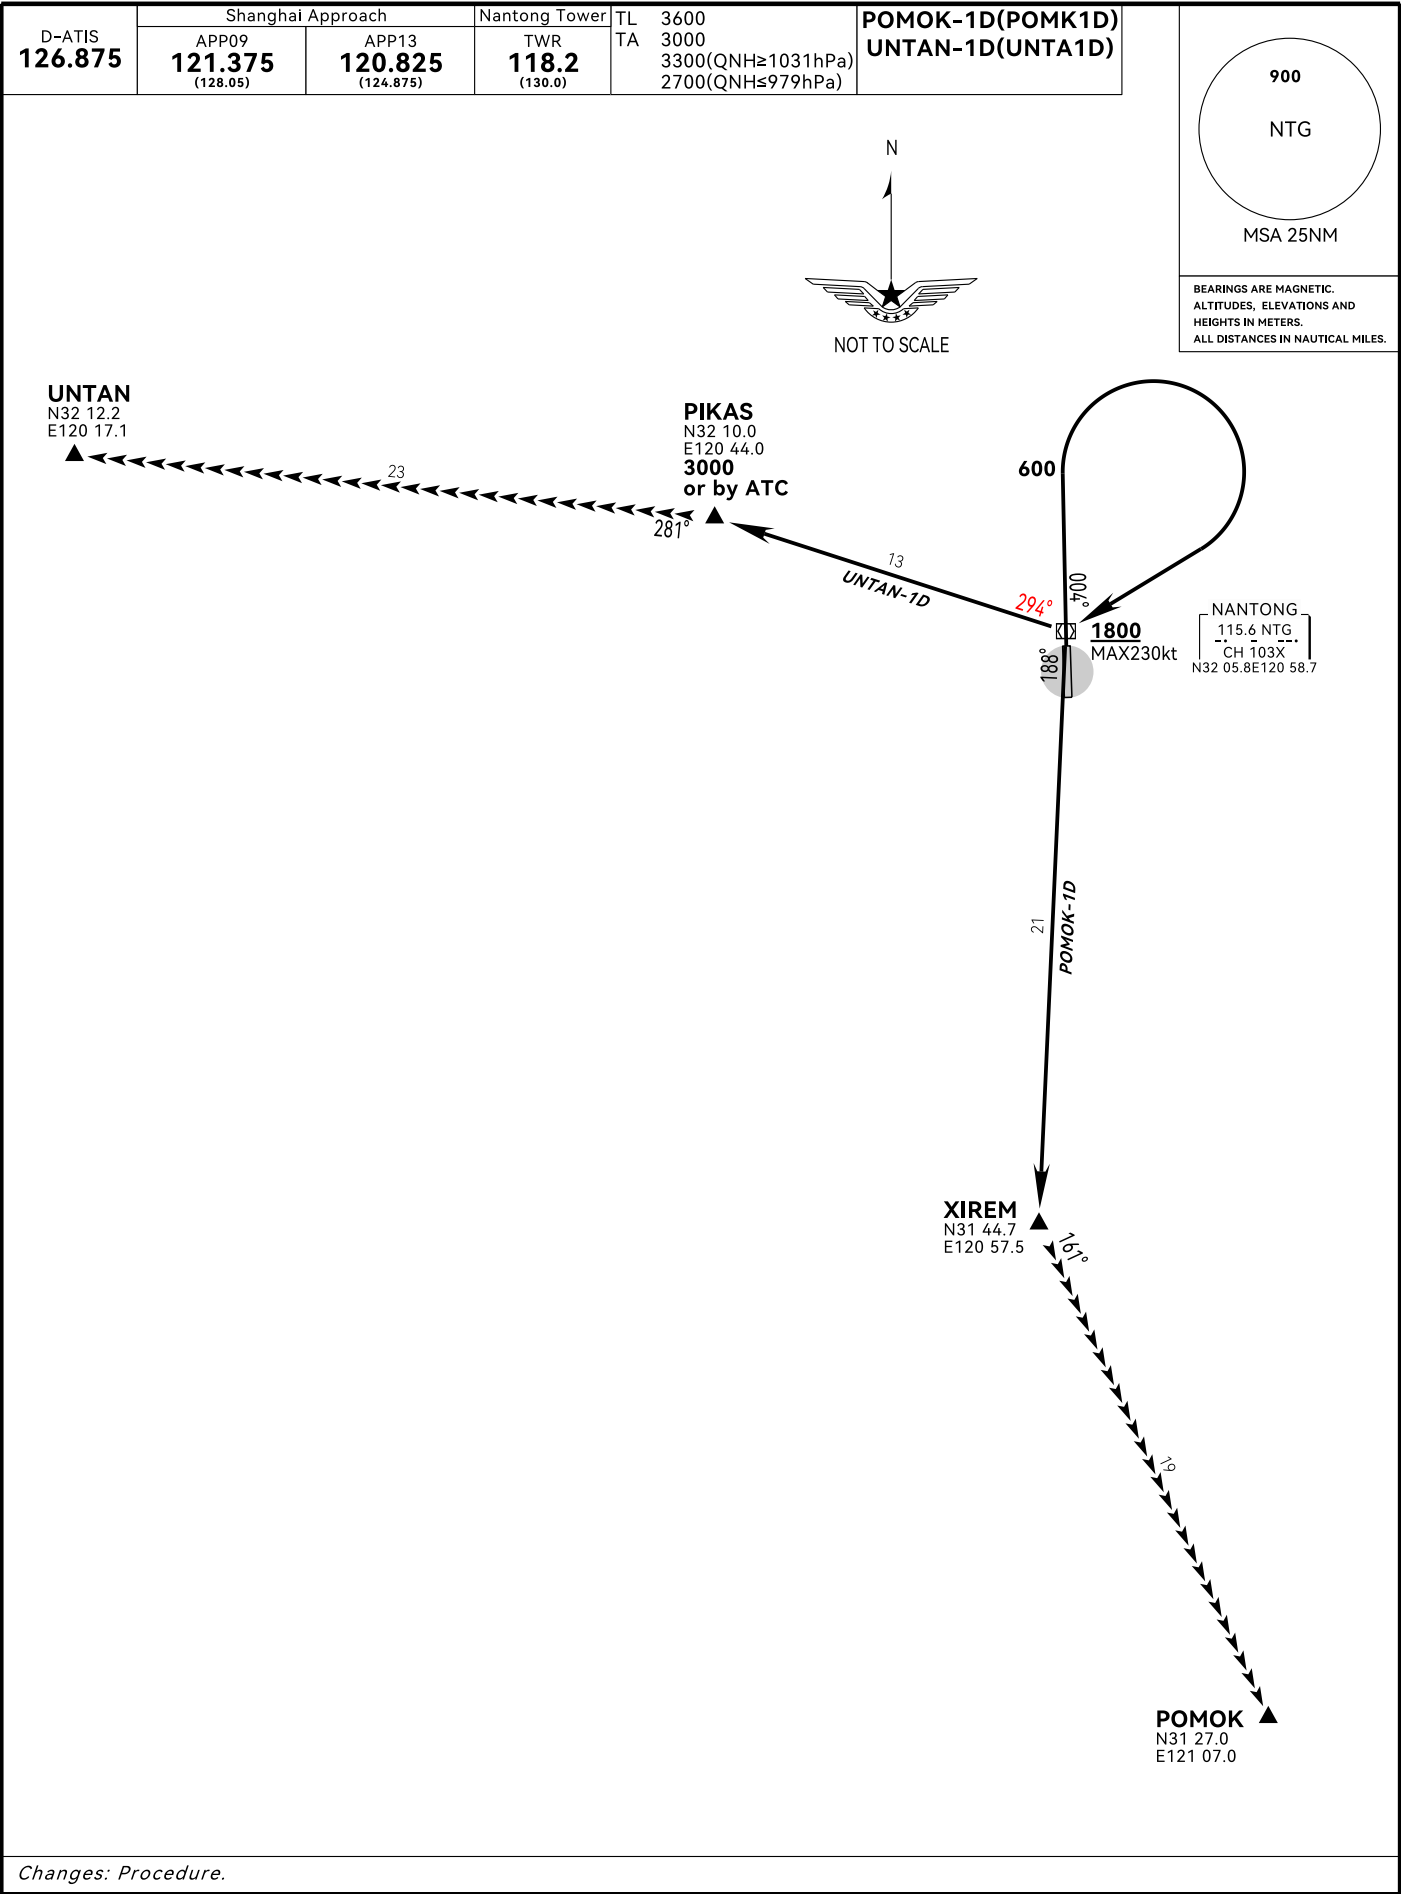 D-ATIS
126.875
Shanghai Approach
APP09
121.375
(128.05)
APP13
120.825
(124.875)
Nantong Tower
TWR
118.2
(130.0)
TL 3600
TA 3000
3300(QNH≥1031hPa)
2700(QNH≤979hPa)
POMOK-1D(POMK1D)
UNTAN-1D(UNTA1D)
900
NTG
MSA 25NM
BEARINGS ARE MAGNETIC.
ALTITUDES, ELEVATIONS AND
HEIGHTS IN METERS.
ALL DISTANCES IN NAUTICAL MILES.
N
NOT TO SCALE
UNTAN
N32 12.2
E120 17.1
23
281°
PIKAS
N32 10.0
E120 44.0
3000
or by ATC
13
UNTAN-1D
294°
600
004°
1800
MAX230kt
188°
NANTONG
115.6 NTG
CH 103X
N32 05.8E120 58.7
21
POMOK-1D
XIREM
N31 44.7
E120 57.5
161°
19
POMOK
N31 27.0
E121 07.0
Changes: Procedure.